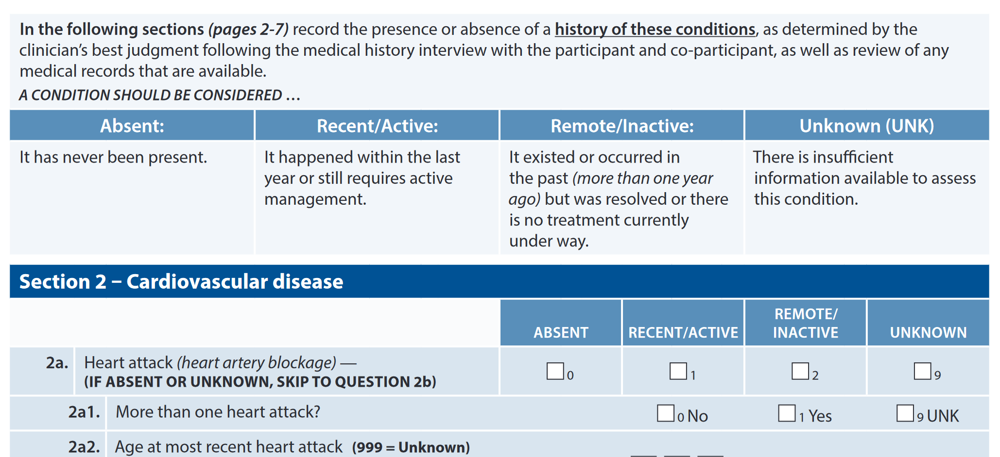 In the following sections (pages 2-7) record the presence or absence of a history of these conditions, as determined by the
clinician’s best judgment following the medical history interview with the participant and co-participant, as well as review of any
medical records that are available.
A CONDITION SHOULD BE CONSIDERED …
Absent: Recent/Active: Remote/Inactive: Unknown (UNK)
It has never been present.
It happened within the last
year or still requires active
management.
It existed or occurred in
the past (more than one year
ago) but was resolved or there
is no treatment currently
under way.
There is insufficient
information available to assess
this condition.
Section 2 – Cardiovascular disease
ABSENT RECENT/ACTIVE REMOTE/
INACTIVE UNKNOWN
2a. Heart attack (heart artery blockage) —
(IF ABSENT OR UNKNOWN, SKIP TO QUESTION 2b)
0 1 2 9
2a1. More than one heart attack? 0 No 1 Yes 9 UNK
2a2. Age at most recent heart attack (999 = Unknown)